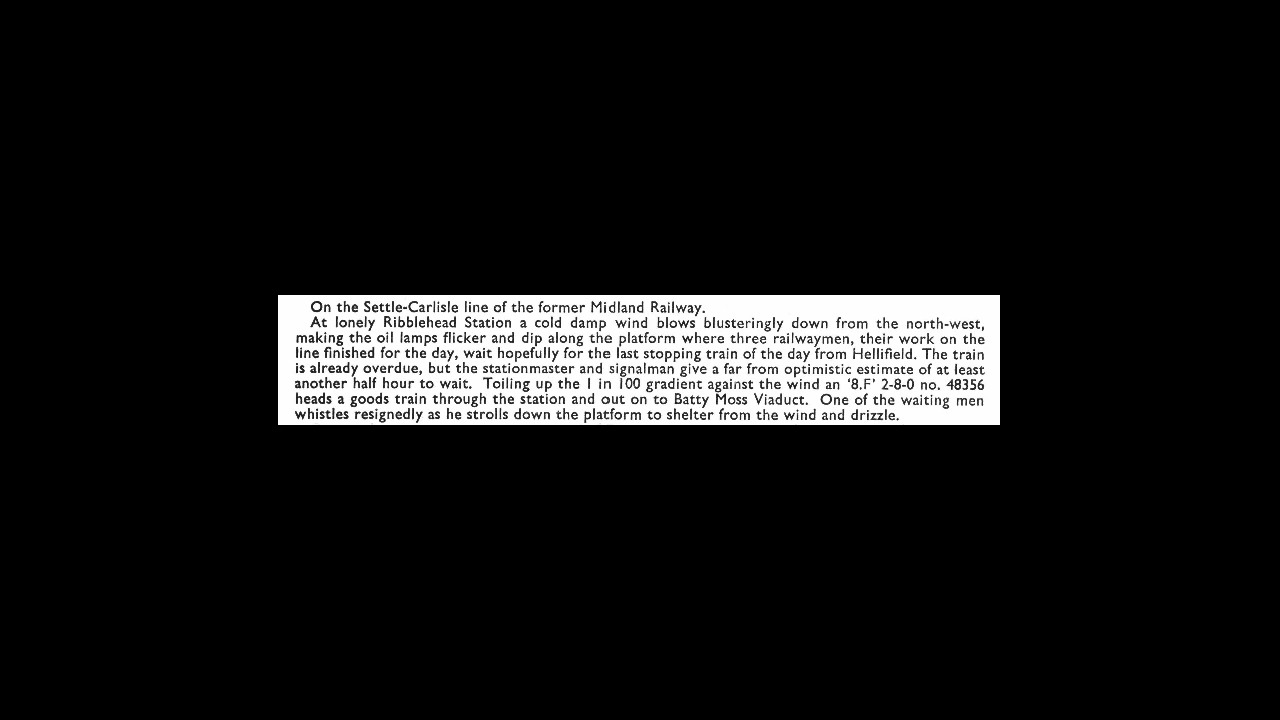 On the Settle-Carlisle line of the former Midland Railway.
At lonely Ribblehead Station a cold damp wind blows blusteringly down from the north-west,
making the oil lamps flicker and dip along the platform where three railwaymen, their work on the
line finished for the day, wait hopefully for the last stopping train of the day from Hellifield. The train
is already overdue, but the stationmaster and signalman give a far from optimistic estimate of at least
another half hour to wait. Toiling up the 1 in 100 gradient against the wind an '8.F' 2-8-0 no. 48356
heads a goods train through the station and out on to Batty Moss Viaduct. One of the waiting men
whistles resignedly as he strolls down the platform to shelter from the wind and drizzle.